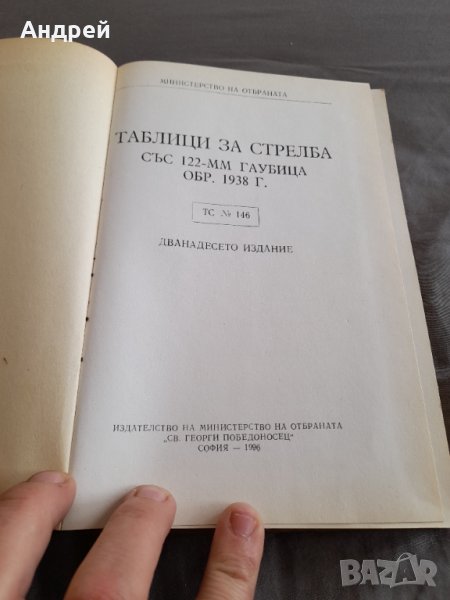 Андрей
МИНИСТЕРСТВО НА ОТБРАНАТА
ТАБЛИЦИ ЗА СТРЕЛБА
СЪС 122-ММ ГАУБИЦА
ОБР. 1938 Г.
ТС № 146
ДВАНАДЕСЕТО ИЗДАНИЕ
ИЗДАТЕЛСТВО НА МИНИСТЕРСТВО НА ОТБРАНАТА
„СВ. ГЕОРГИ ПОБЕДОНОСЕЦ"
СОФИЯ — 1996
BAZAR